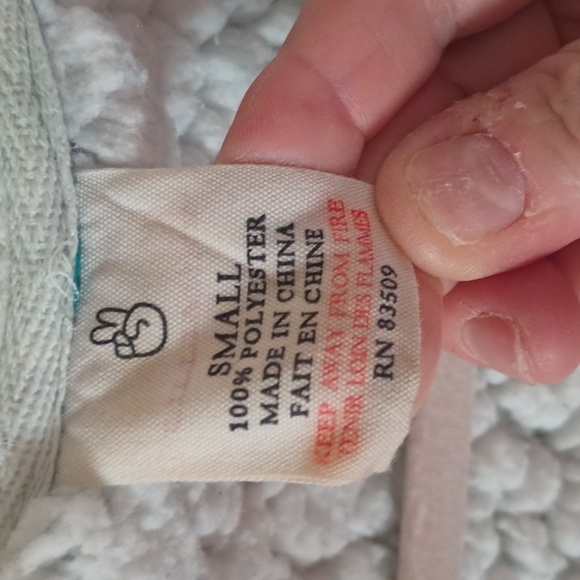 SMALL
100% POLYESTER
MADE IN CHINA
FAIT EN CHINE
KEEP AWAY FROM FIRE
TENIR LOIN DES FLAMMES
RN 83509